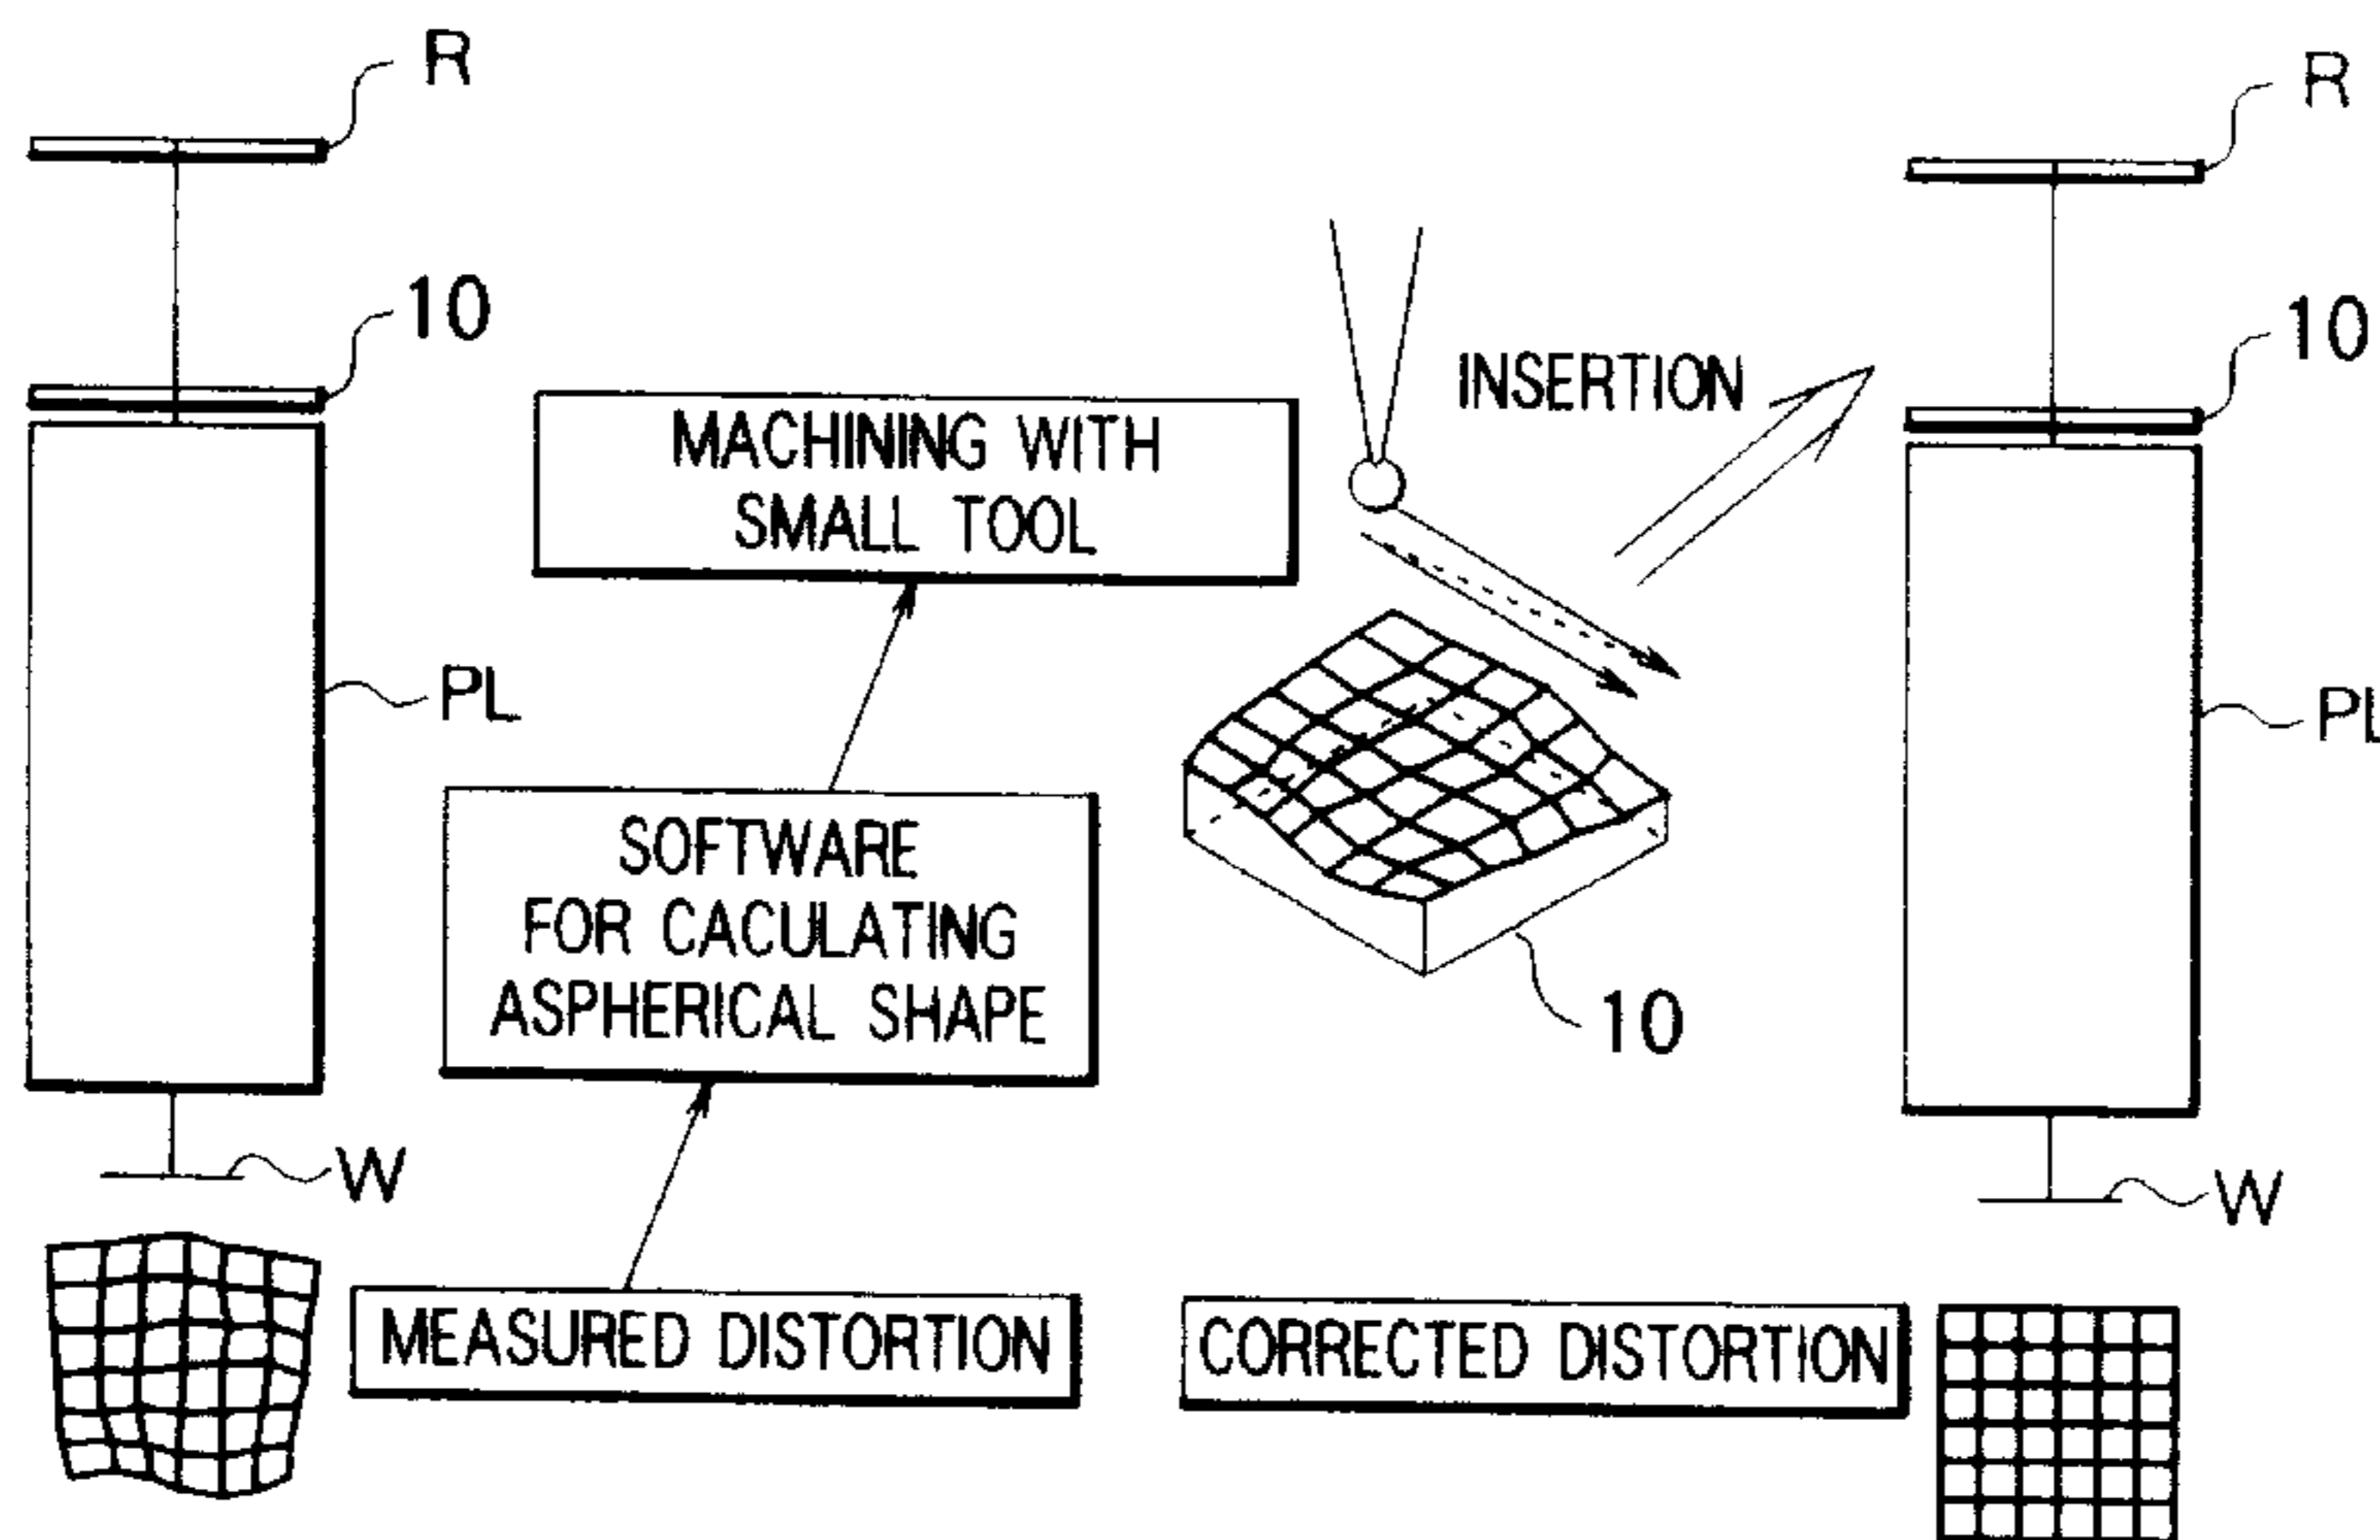 R
10
PL
W
MACHINING WITH
SMALL TOOL
SOFTWARE
FOR CACULATING
ASPHERICAL SHAPE
MEASURED DISTORTION
INSERTION
10
CORRECTED DISTORTION
R
10
PL
W